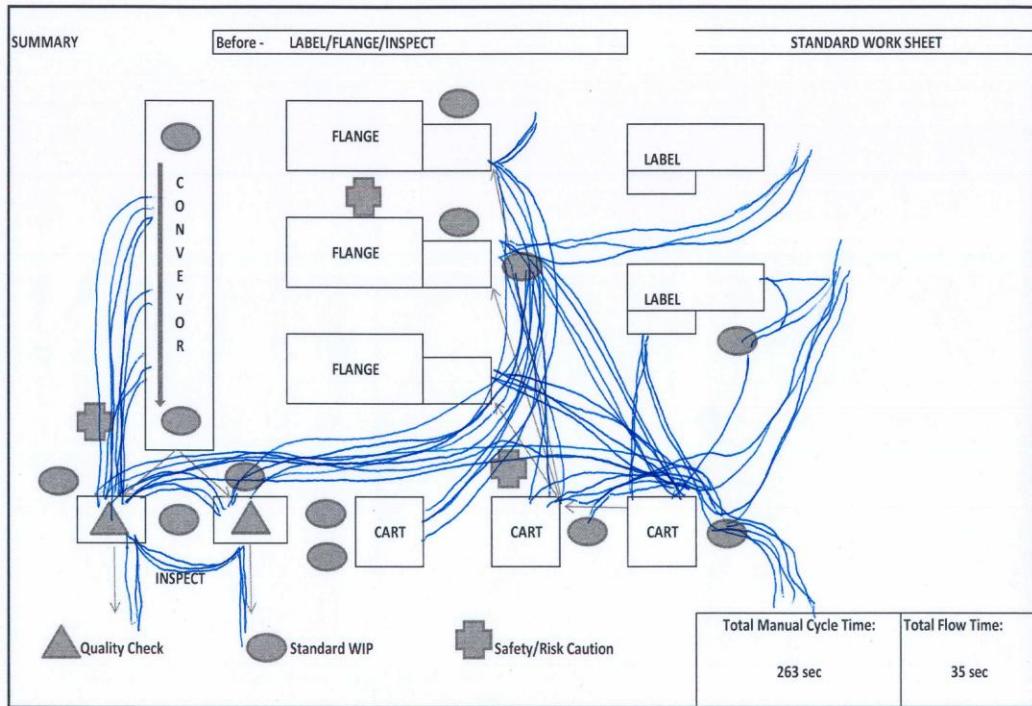 SUMMARY
Before - LABEL/FLANGE/INSPECT
STANDARD WORK SHEET
FLANGE
LABEL
CONVEYOR
FLANGE
LABEL
FLANGE
CART
CART
CART
INSPECT
Quality Check
Standard WIP
Safety/Risk Caution
Total Manual Cycle Time:
263 sec
Total Flow Time:
35 sec